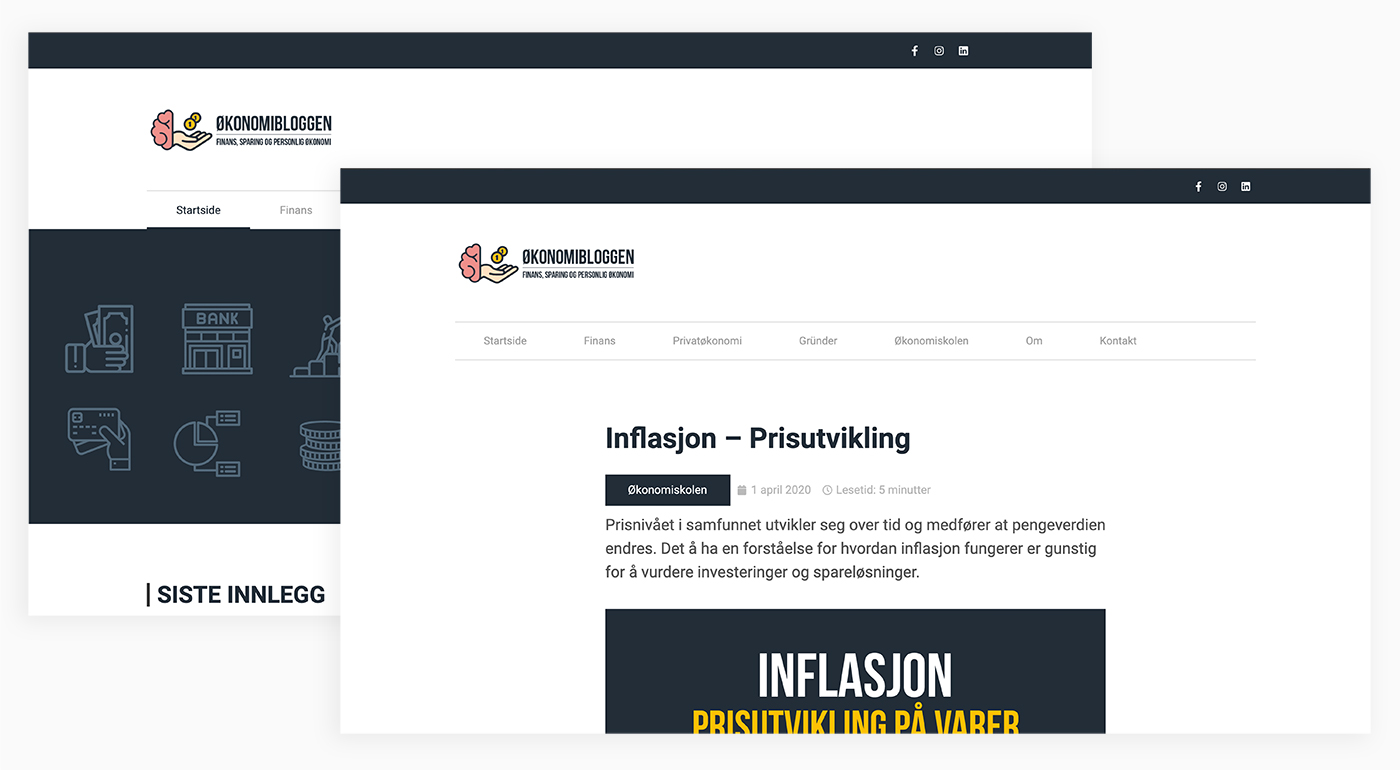 ØKONOMIBLOGGEN
FINANS, SPARING OG PERSONLIG ØKONOMI
Startside Finans
BANK
SISTE INNLEGG
ØKONOMIBLOGGEN
FINANS, SPARING OG PERSONLIG ØKONOMI
Startside Finans Privatøkonomi Gründer Økonomiskolen Om Kontakt
Inflasjon – Prisutvikling
Økonomiskolen 1 april 2020 Lesetid: 5 minutter
Prisnivået i samfunnet utvikler seg over tid og medfører at pengeverdien
endres. Det å ha en forståelse for hvordan inflasjon fungerer er gunstig
for å vurdere investeringer og spareløsninger.
INFLASJON
PRISUTVIKLING PÅ VARER